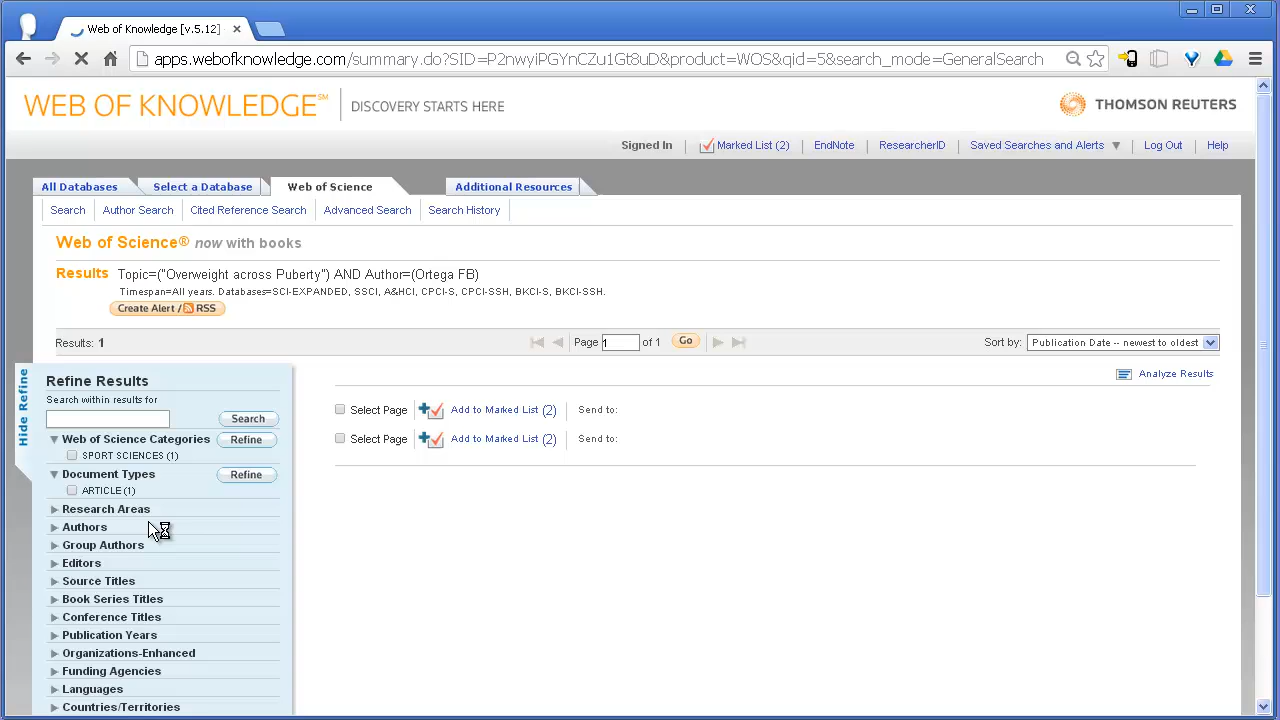 Web of Knowledge [v.5.12]
apps.webofknowledge.com/summary.do?SID=P2nwyiPGYnCZu1Gt8uD&product=WOS&qid=5&search_mode=GeneralSearch
WEB OF KNOWLEDGE℠ DISCOVERY STARTS HERE
THOMSON REUTERS
Signed In Marked List (2) EndNote ResearcherID Saved Searches and Alerts Log Out Help
All Databases Select a Database Web of Science Additional Resources
Search Author Search Cited Reference Search Advanced Search Search History
Web of Science® now with books
Results Topic=("Overweight across Puberty") AND Author=(Ortega FB)
Timespan=All years. Databases=SCI-EXPANDED, SSCI, A&HCI, CPCI-S, CPCI-SSH, BKCI-S, BKCI-SSH.
Create Alert / RSS
Results: 1 Page 1 of 1 Go Sort by: Publication Date -- newest to oldest
Hide Refine
Refine Results
Analyze Results
Search within results for
Search
Select Page Add to Marked List (2) Send to:
Web of Science Categories Refine
Select Page Add to Marked List (2) Send to:
SPORT SCIENCES (1)
Document Types Refine
ARTICLE (1)
Research Areas
Authors
Group Authors
Editors
Source Titles
Book Series Titles
Conference Titles
Publication Years
Organizations-Enhanced
Funding Agencies
Languages
Countries/Territories